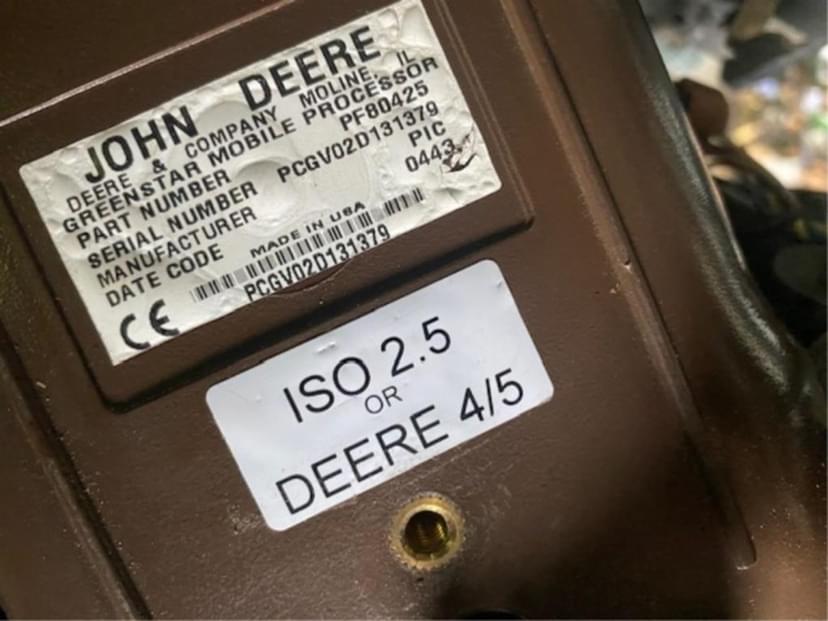 JOHN DEERE
DEERE & COMPANY MOLINE, IL
GREENSTAR MOBILE PROCESSOR
PART NUMBER PF80425
SERIAL NUMBER PCGV02D131379
MANUFACTURER PIC
DATE CODE 0443
MADE IN USA
PCGV02D131379
CE
ISO 2.5
OR
DEERE 4/5